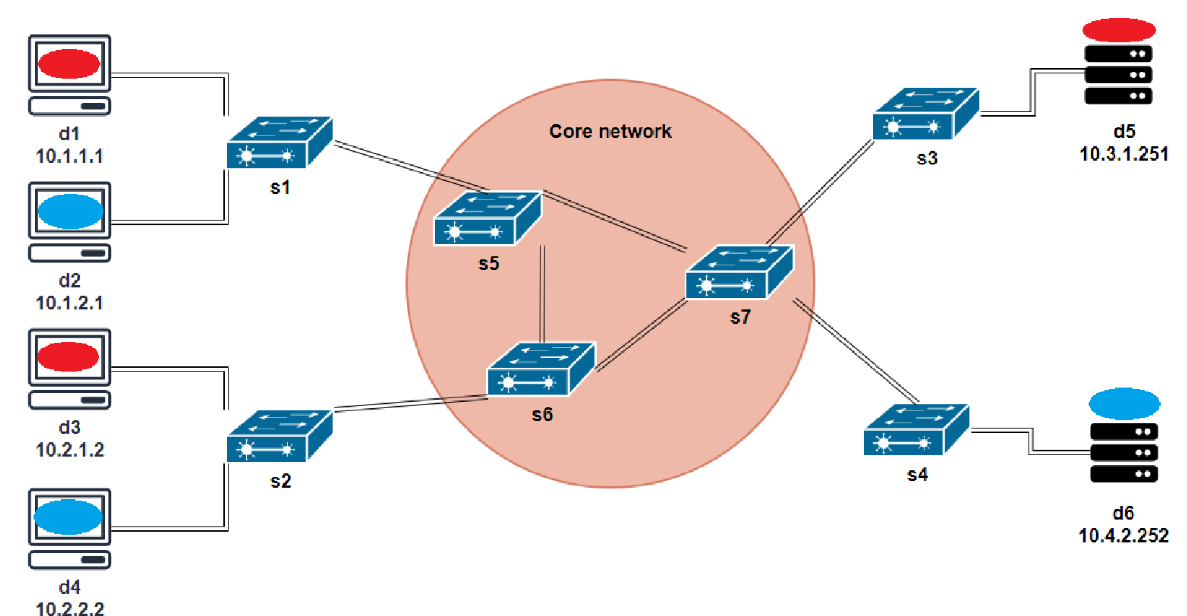 Core network
d1
10.1.1.1
s1
d2
10.1.2.1
s5
s7
s3
d5
10.3.1.251
d3
10.2.1.2
s2
s6
s4
d6
10.4.2.252
d4
10.2.2.2